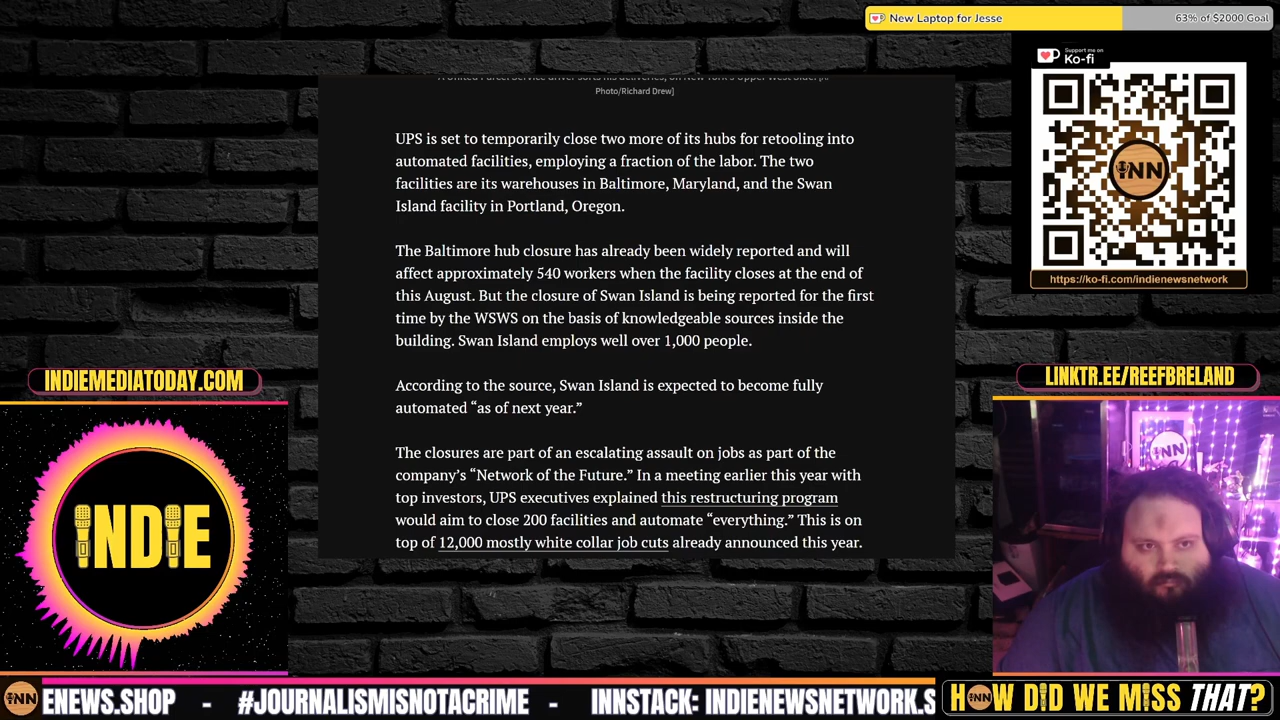 New Laptop for Jesse
63% of $2000 Goal
Support me on
Ko-fi
iNN
https://ko-fi.com/indienewsnetwork
Photo/Richard Drew]
UPS is set to temporarily close two more of its hubs for retooling into
automated facilities, employing a fraction of the labor. The two
facilities are its warehouses in Baltimore, Maryland, and the Swan
Island facility in Portland, Oregon.
The Baltimore hub closure has already been widely reported and will
affect approximately 540 workers when the facility closes at the end of
this August. But the closure of Swan Island is being reported for the first
time by the WSWS on the basis of knowledgeable sources inside the
building. Swan Island employs well over 1,000 people.
According to the source, Swan Island is expected to become fully
automated “as of next year.”
The closures are part of an escalating assault on jobs as part of the
company’s “Network of the Future.” In a meeting earlier this year with
top investors, UPS executives explained this restructuring program
would aim to close 200 facilities and automate “everything.” This is on
top of 12,000 mostly white collar job cuts already announced this year.
INDIEMEDIATODAY.COM
INDIE
LINKTR.EE/REEFBRELAND
iNN
iNN
ENEWS.SHOP - #JOURNALISMISNOTACRIME - INNSTACK: INDIENEWSNETWORK.S
HOW DID WE MISS THAT?